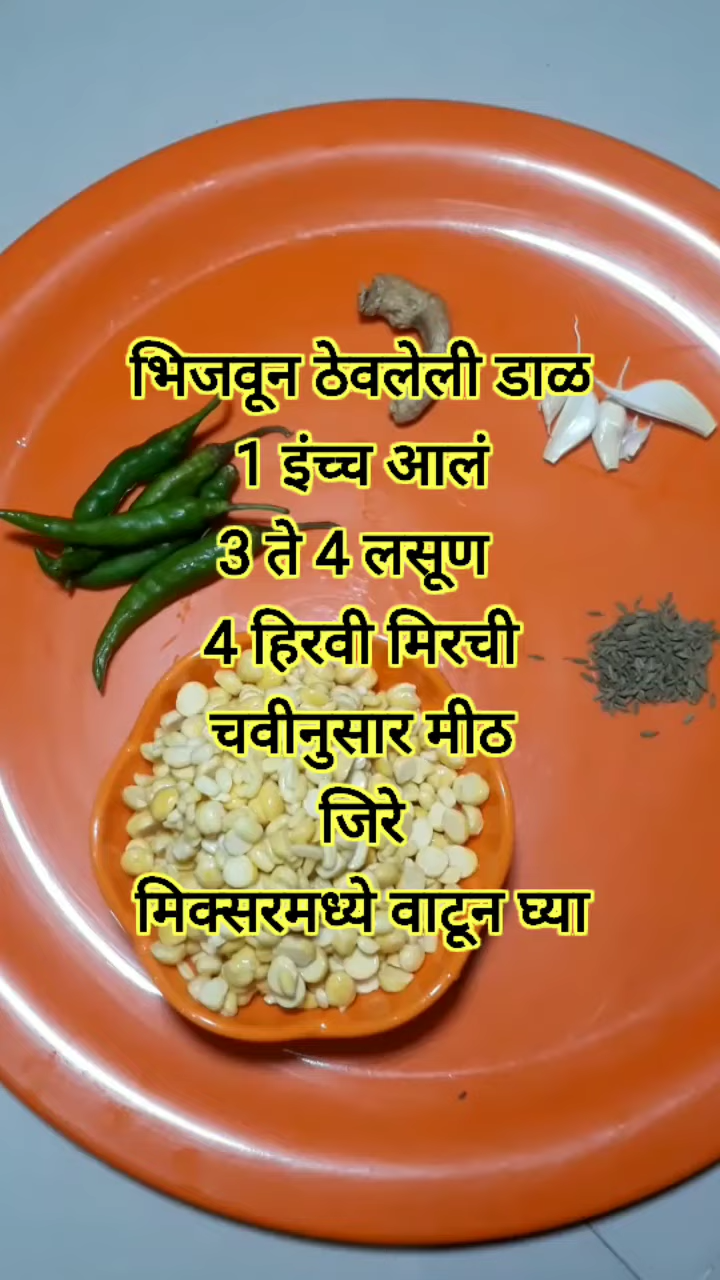 भिजवून ठेवलेली डाळ
1 इंच्च आलं
3 ते 4 लसूण
4 हिरवी मिरची
चवीनुसार मीठ
जिरे
मिक्सरमध्ये वाटून घ्या